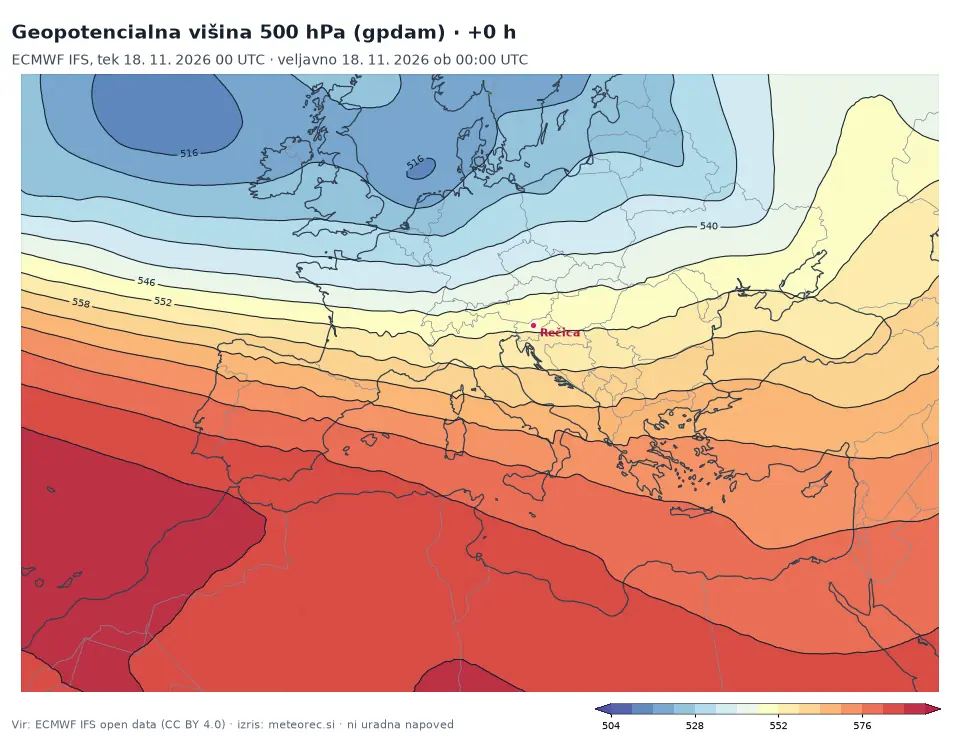 Geopotencialna višina 500 hPa (gpdam) · +0 h
ECMWF IFS, tek 18. 11. 2026 00 UTC · veljavno 18. 11. 2026 ob 00:00 UTC
516
516
540
546
558
552
Rečica
504
528
552
576
Vir: ECMWF IFS open data (CC BY 4.0) · izris: meteorec.si · ni uradna napoved